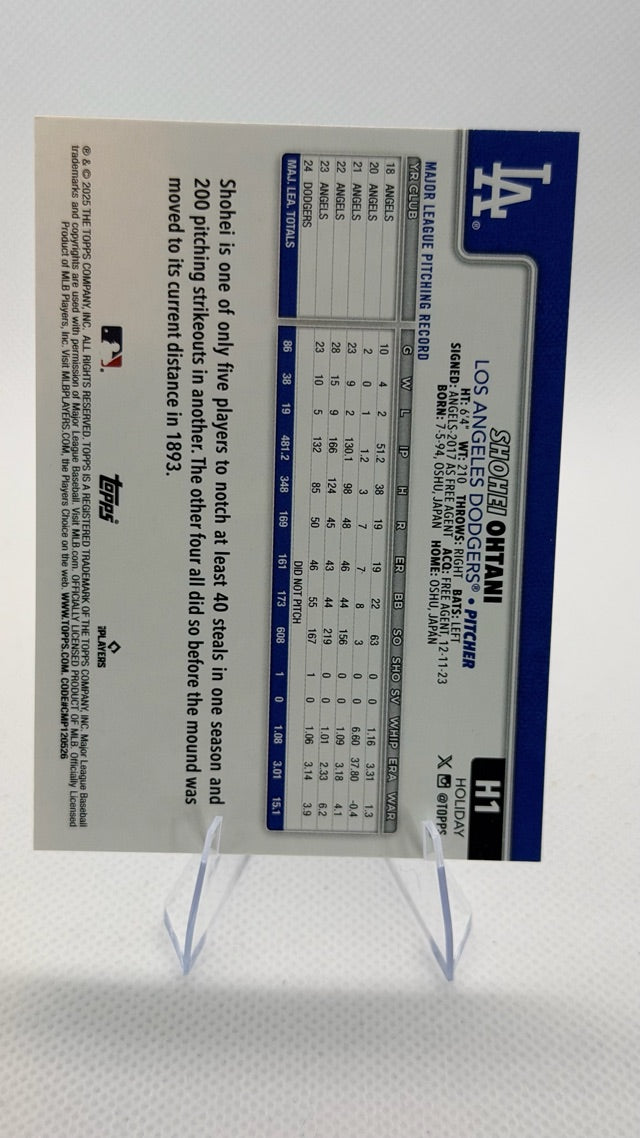 LA®
H1
HOLIDAY
@TOPPS
SHOHEI OHTANI
LOS ANGELES DODGERS® • PITCHER
HT: 6'4" WT: 210 THROWS: RIGHT BATS: LEFT
SIGNED: ANGELS-2017 AS FREE AGENT ACQ: FREE AGENT, 12-11-23
BORN: 7-5-94, OSHU, JAPAN HOME: OSHU, JAPAN
MAJOR LEAGUE PITCHING RECORD
YR CLUB G W L IP H R ER BB SO SHO SV WHIP ERA WAR
18 ANGELS 10 4 2 51.2 38 19 19 22 63 0 0 1.16 3.31 1.3
20 ANGELS 2 0 1 1.2 3 7 7 8 3 0 0 6.60 37.80 -0.4
21 ANGELS 23 9 2 130.1 98 48 46 44 156 0 0 1.09 3.18 4.1
22 ANGELS 28 15 9 166 124 45 43 44 219 0 0 1.01 2.33 6.2
23 ANGELS 23 10 5 132 85 50 46 55 167 1 0 1.06 3.14 3.9
24 DODGERS DID NOT PITCH
MAJ. LEA. TOTALS 86 38 19 481.2 348 169 161 173 608 1 0 1.08 3.01 15.1
Shohei is one of only five players to notch at least 40 steals in one season and
200 pitching strikeouts in another. The other four all did so before the mound was
moved to its current distance in 1893.
topps®
PLAYERS
® & © 2025 THE TOPPS COMPANY, INC. ALL RIGHTS RESERVED. TOPPS IS A REGISTERED TRADEMARK OF THE TOPPS COMPANY, INC. Major League Baseball
trademarks and copyrights are used with permission of Major League Baseball. Visit MLB.com. OFFICIALLY LICENSED PRODUCT OF MLB. Officially Licensed
Product of MLB Players, Inc. Visit MLBPLAYERS.COM, the Players Choice on the web. WWW.TOPPS.COM. CODE#CMP120526